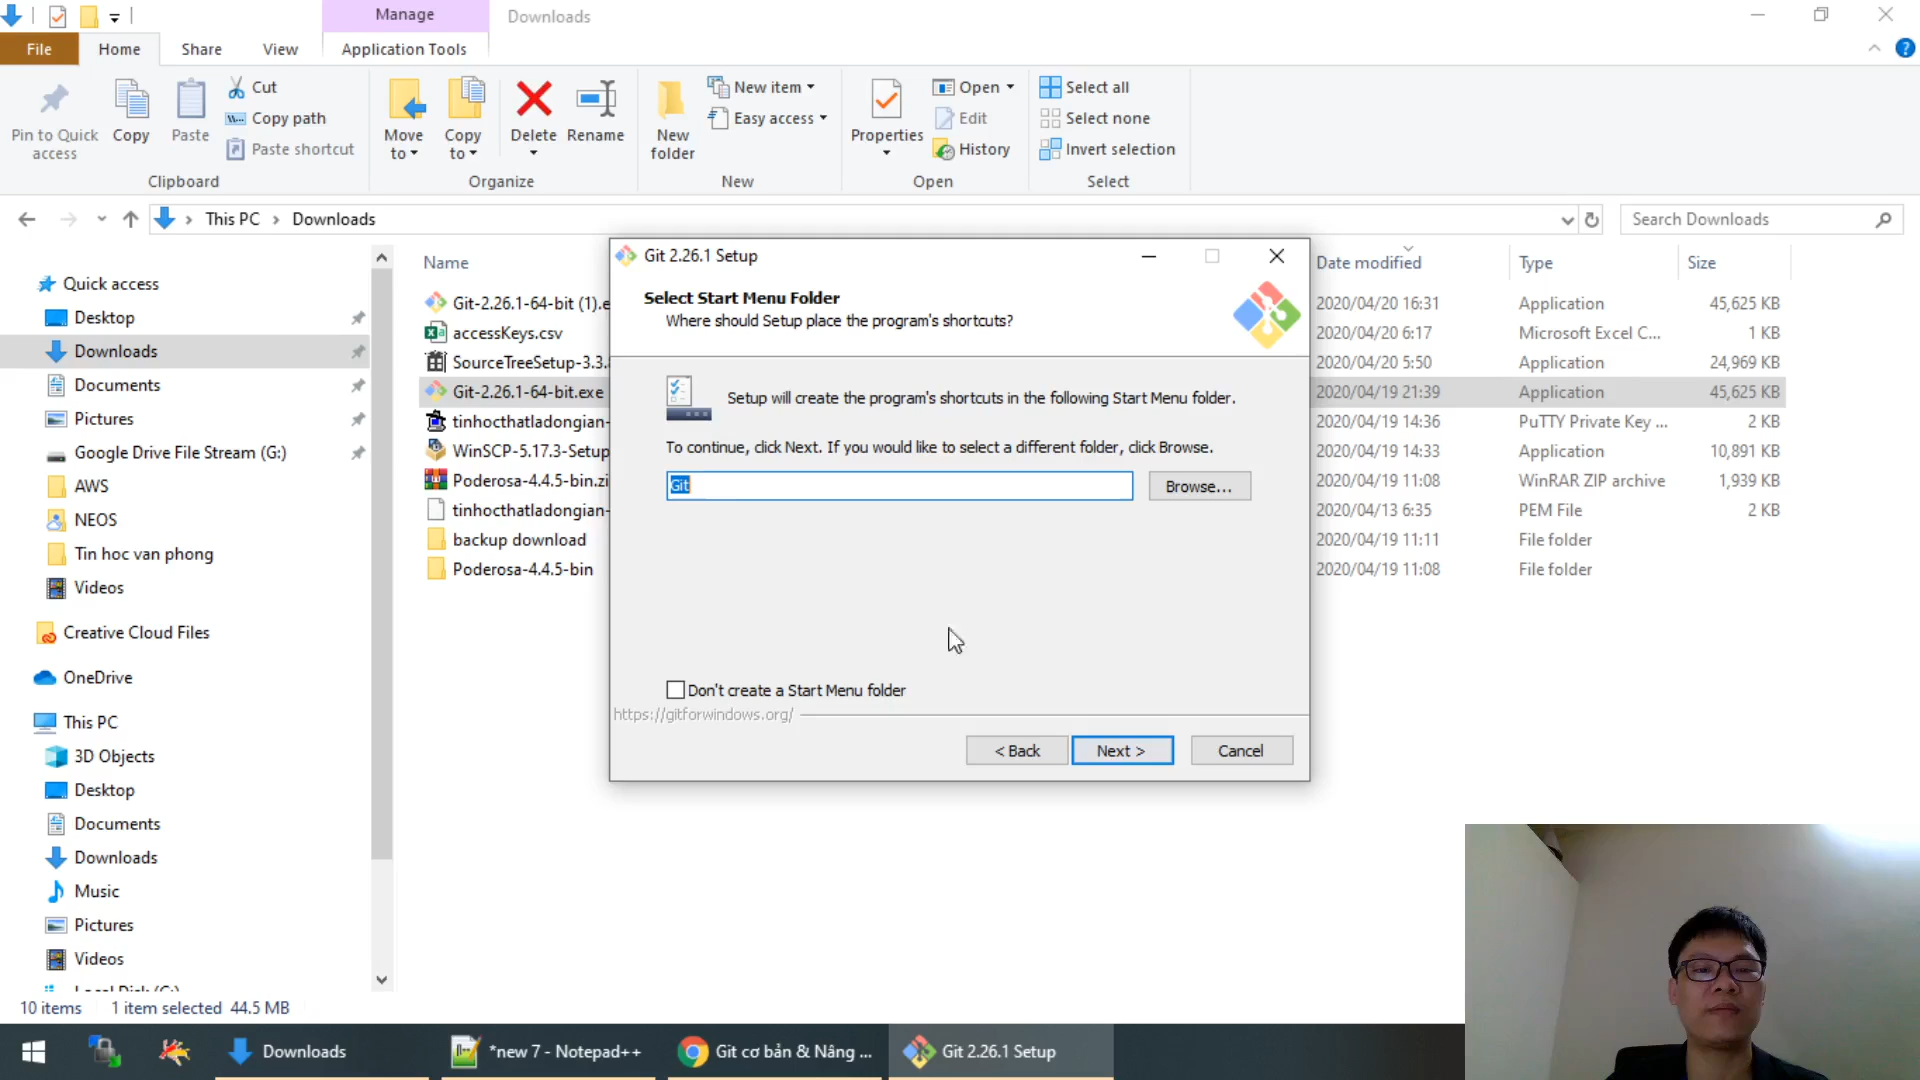 Manage
Downloads
File
Home
Share
View
Application Tools
Pin to Quick access
Copy
Paste
Cut
Copy path
Paste shortcut
Clipboard
Move to
Copy to
Delete
Rename
Organize
New folder
New item
Easy access
New
Properties
Open
Edit
History
Open
Select all
Select none
Invert selection
Select
This PC
Downloads
Search Downloads
Quick access
Desktop
Downloads
Documents
Pictures
Google Drive File Stream (G:)
AWS
NEOS
Tin hoc van phong
Videos
Creative Cloud Files
OneDrive
This PC
3D Objects
Desktop
Documents
Downloads
Music
Pictures
Videos
Name
Date modified
Type
Size
Git-2.26.1-64-bit (1).e
2020/04/20 16:31
Application
45,625 KB
accessKeys.csv
2020/04/20 6:17
Microsoft Excel C...
1 KB
SourceTreeSetup-3.3.
2020/04/20 5:50
Application
24,969 KB
Git-2.26.1-64-bit.exe
2020/04/19 21:39
Application
45,625 KB
tinhocthatladongian-
2020/04/19 14:36
PuTTY Private Key ...
2 KB
WinSCP-5.17.3-Setup
2020/04/19 14:33
Application
10,891 KB
Poderosa-4.4.5-bin.zi
2020/04/19 11:08
WinRAR ZIP archive
1,939 KB
tinhocthatladongian-
2020/04/13 6:35
PEM File
2 KB
backup download
2020/04/19 11:11
File folder
Poderosa-4.4.5-bin
2020/04/19 11:08
File folder
Git 2.26.1 Setup
Select Start Menu Folder
Where should Setup place the program's shortcuts?
Setup will create the program's shortcuts in the following Start Menu folder.
To continue, click Next. If you would like to select a different folder, click Browse.
Git
Browse...
Don't create a Start Menu folder
https://gitforwindows.org/
< Back
Next >
Cancel
10 items
1 item selected 44.5 MB
Downloads
*new 7 - Notepad++
Git cơ bản & Nâng ...
Git 2.26.1 Setup